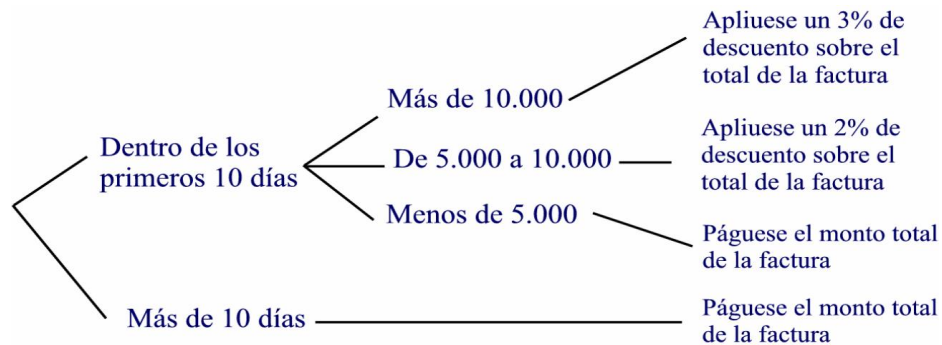 Apliuese un 3% de
descuento sobre el
total de la factura
Más de 10.000
Dentro de los
primeros 10 días
De 5.000 a 10.000
Apliuese un 2% de
descuento sobre el
total de la factura
Menos de 5.000
Páguese el monto total
de la factura
Más de 10 días
Páguese el monto total
de la factura